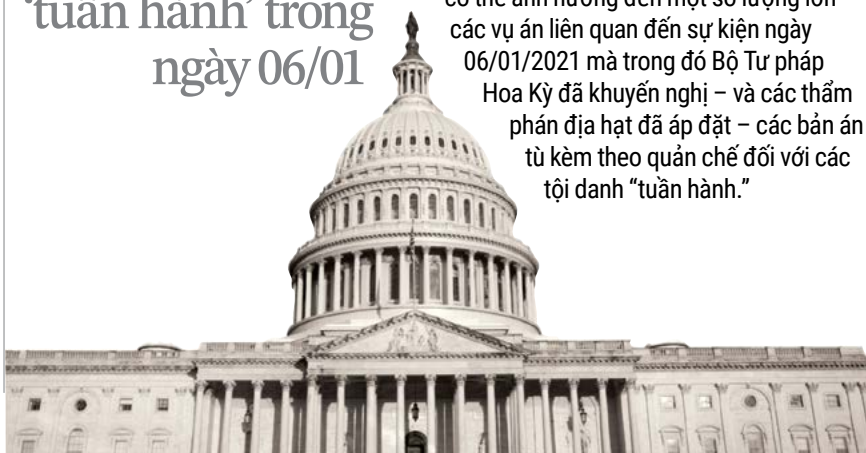 'tuần hành' trong
ngày 06/01
có thể ảnh hưởng đến một số lượng lớn
các vụ án liên quan đến sự kiện ngày
06/01/2021 mà trong đó Bộ Tư pháp
Hoa Kỳ đã khuyến nghị – và các thẩm
phán địa hạt đã áp đặt – các bản án
tù kèm theo quản chế đối với các
tội danh “tuần hành.”